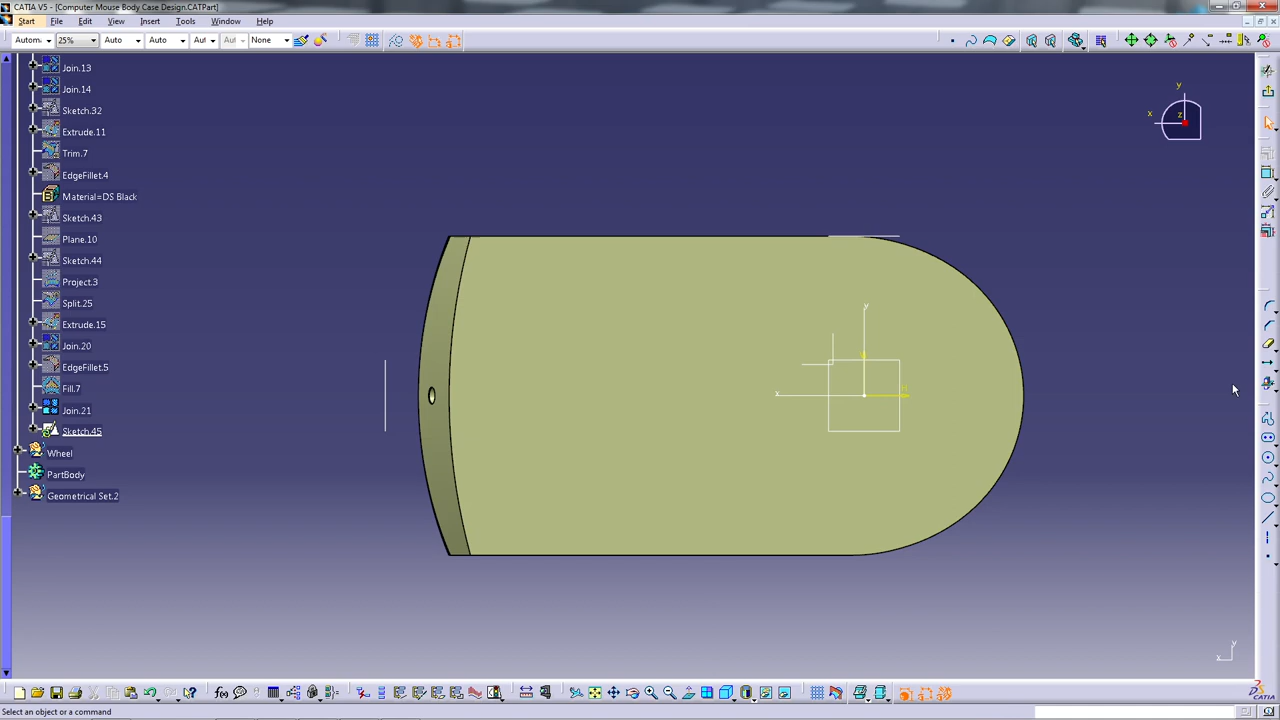 CATIA V5 - [Computer Mouse Body Case Design.CATPart]
Start File Edit View Insert Tools Window Help
Autom 25% Auto Auto Aut Aut None
Join.13
Join.14
Sketch.32
Extrude.11
Trim.7
EdgeFillet.4
Material=DS Black
Sketch.43
Plane.10
Sketch.44
Project.3
Split.25
Extrude.15
Join.20
EdgeFillet.5
Fill.7
Join.21
Sketch.45
Wheel
PartBody
Geometrical Set.2
y
x
z
y
V
x
H
y
x
f(x)
CATIA
Select an object or a command